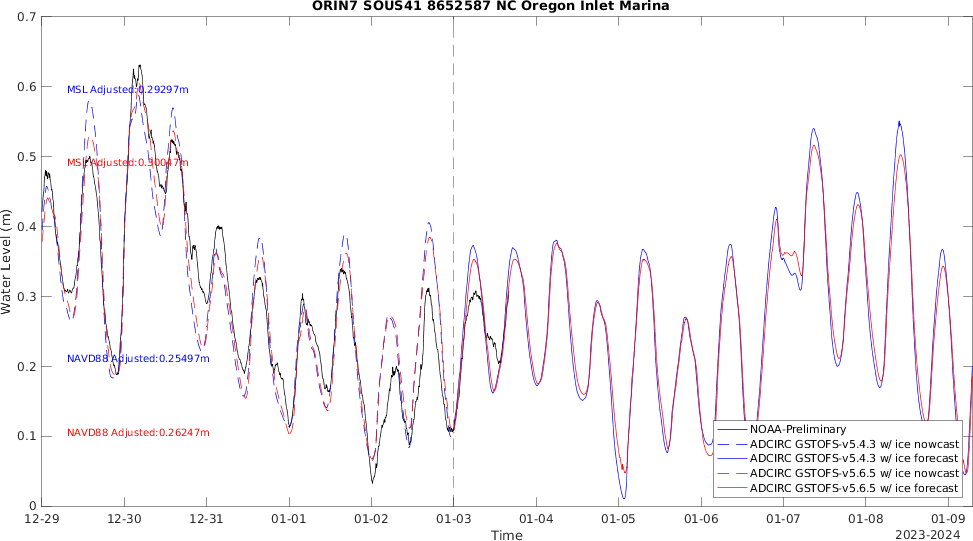 ORIN7 SOUS41 8652587 NC Oregon Inlet Marina
Water Level (m)
0.7
0.6
0.5
0.4
0.3
0.2
0.1
0
MSL Adjusted:0.29297m
MSL Adjusted:0.30047m
NAVD88 Adjusted:0.25497m
NAVD88 Adjusted:0.26247m
NOAA-Preliminary
ADCIRC GSTOFS-v5.4.3 w/ ice nowcast
ADCIRC GSTOFS-v5.4.3 w/ ice forecast
ADCIRC GSTOFS-v5.6.5 w/ ice nowcast
ADCIRC GSTOFS-v5.6.5 w/ ice forecast
12-29 12-30 12-31 01-01 01-02 01-03 01-04 01-05 01-06 01-07 01-08 01-09
Time
2023-2024